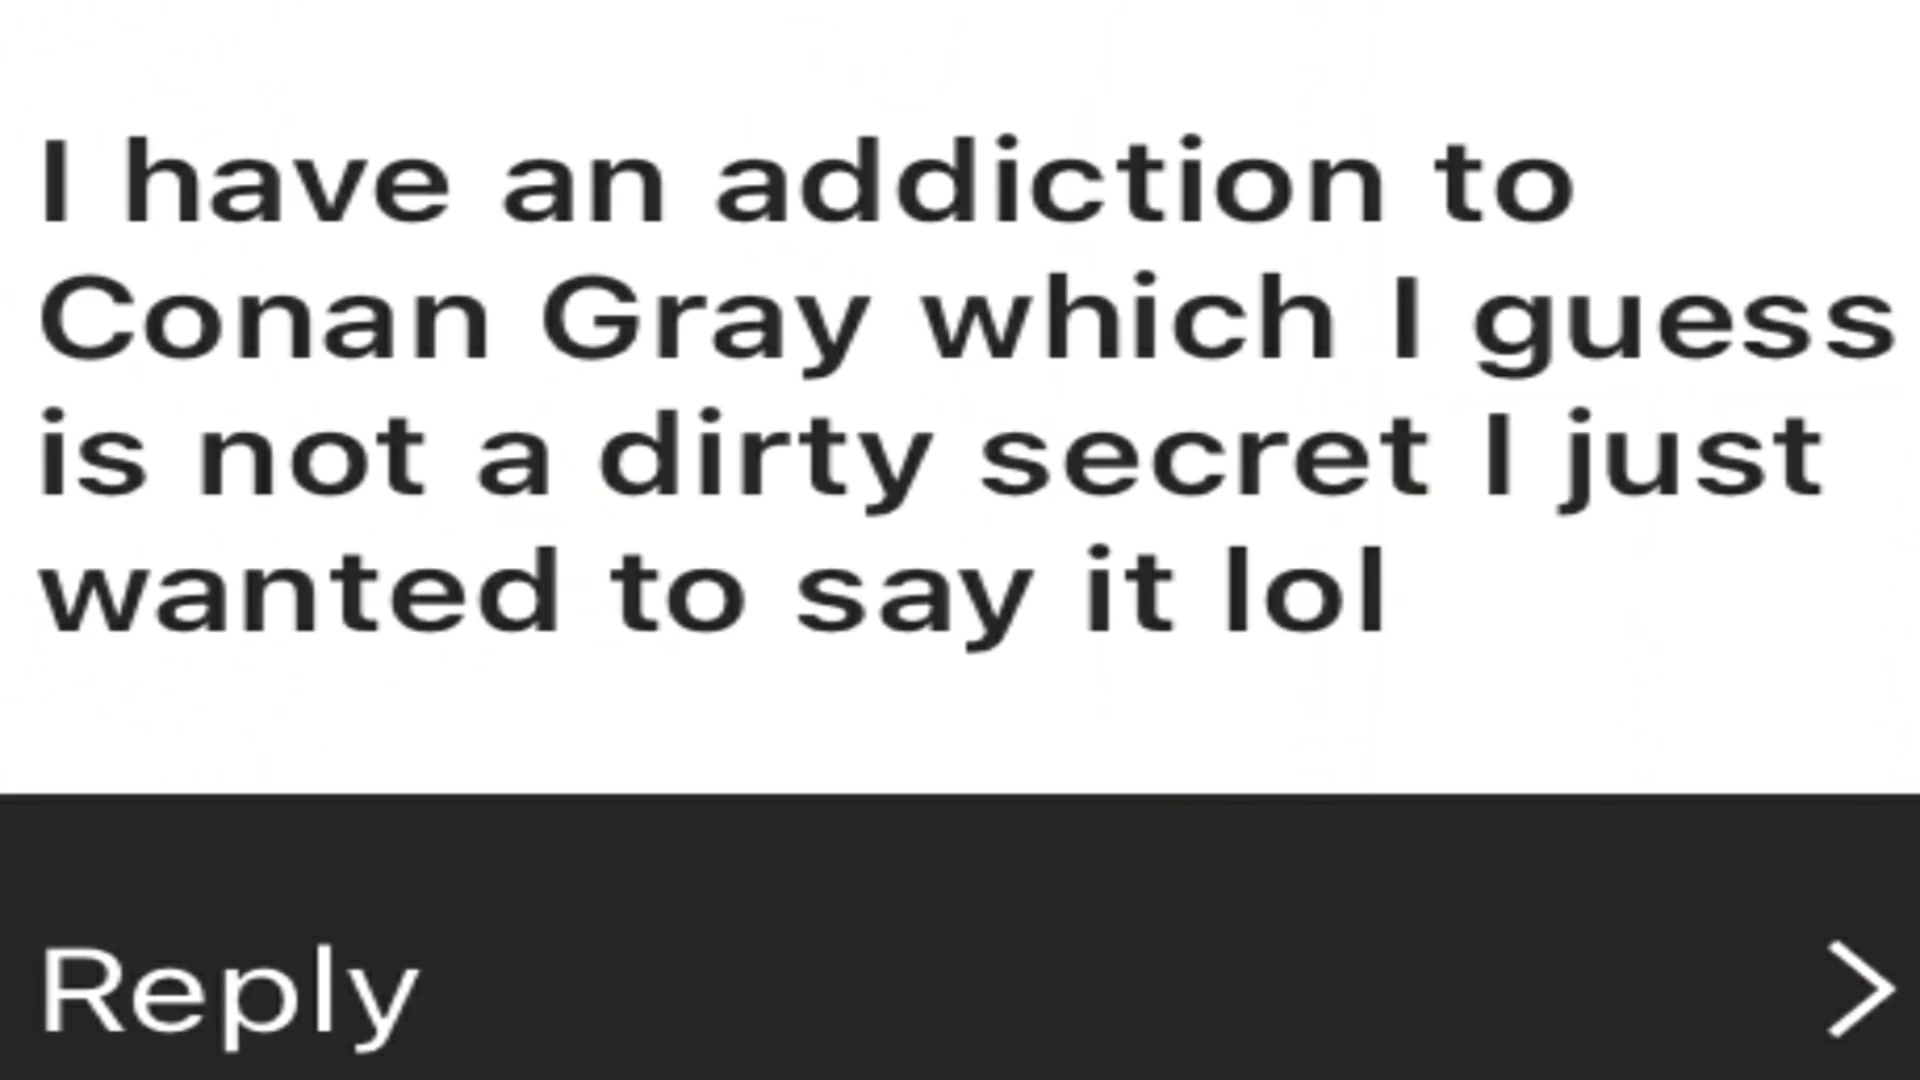 I have an addiction to
Conan Gray which I guess
is not a dirty secret I just
wanted to say it lol
Reply